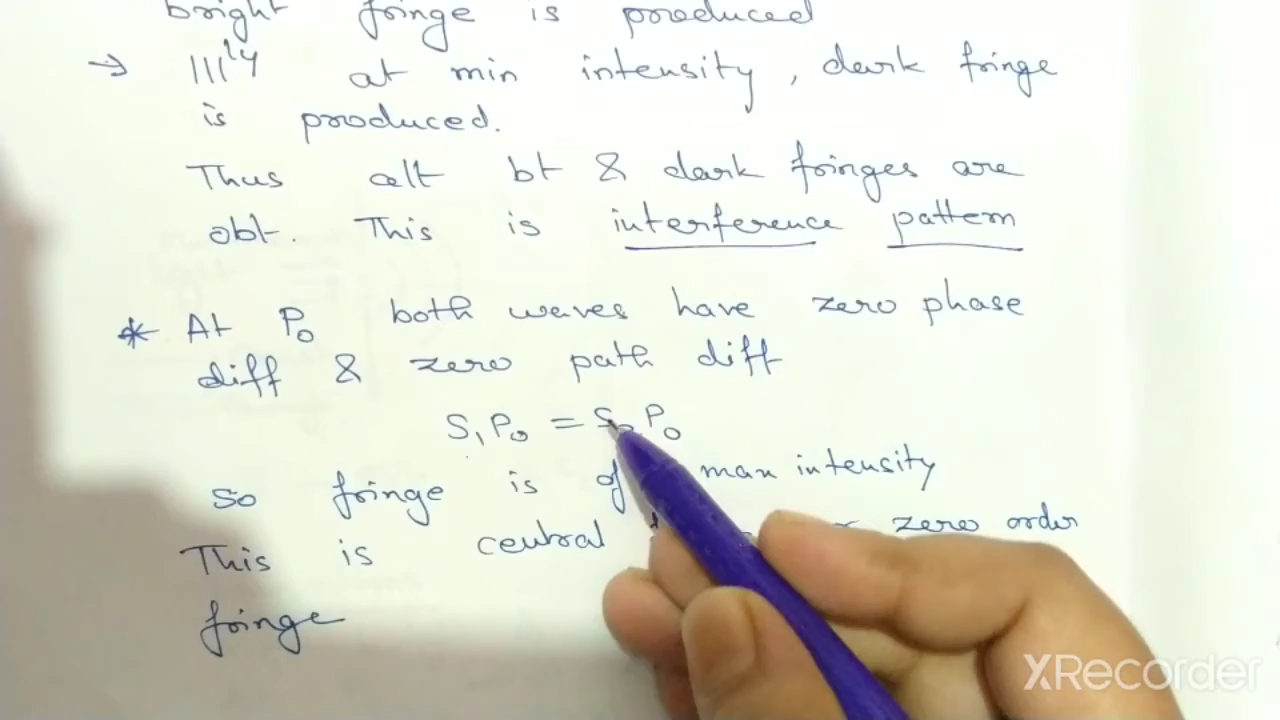 bright fringe is produced
→ |||ly at min intensity, dark fringe
is produced.
Thus alt bt & dark fringes are
obt. This is interference pattern
* At P₀ both waves have zero phase
diff & zero path diff
S₁P₀ = S₂P₀
So fringe is of max intensity
This is central zero order
fringe
XRecorder